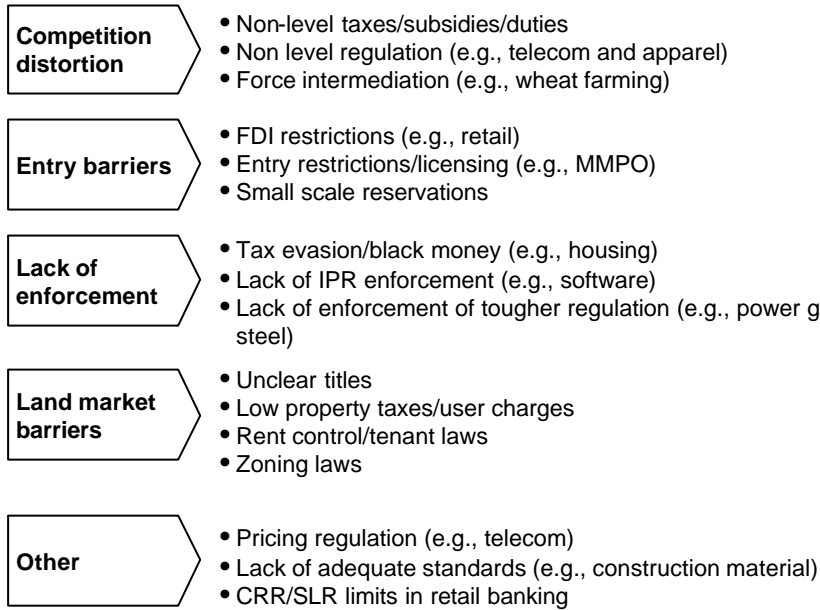 Competition
distortion
• Non-level taxes/subsidies/duties
• Non level regulation (e.g., telecom and apparel)
• Force intermediation (e.g., wheat farming)
Entry barriers
• FDI restrictions (e.g., retail)
• Entry restrictions/licensing (e.g., MMPO)
• Small scale reservations
Lack of
enforcement
• Tax evasion/black money (e.g., housing)
• Lack of IPR enforcement (e.g., software)
• Lack of enforcement of tougher regulation (e.g., power g
steel)
Land market
barriers
• Unclear titles
• Low property taxes/user charges
• Rent control/tenant laws
• Zoning laws
Other
• Pricing regulation (e.g., telecom)
• Lack of adequate standards (e.g., construction material)
• CRR/SLR limits in retail banking